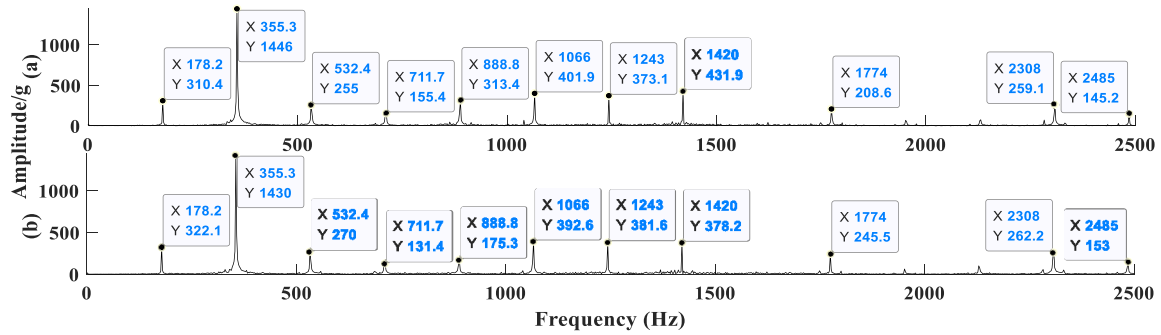 Amplitude/g
(a)
1000
500
0
X 178.2
Y 310.4
X 355.3
Y 1446
X 532.4
Y 255
X 711.7
Y 155.4
X 888.8
Y 313.4
X 1066
Y 401.9
X 1243
Y 373.1
X 1420
Y 431.9
X 1774
Y 208.6
X 2308
Y 259.1
X 2485
Y 145.2
0 500 1000 1500 2000 2500
(b)
1000
500
0
X 178.2
Y 322.1
X 355.3
Y 1430
X 532.4
Y 270
X 711.7
Y 131.4
X 888.8
Y 175.3
X 1066
Y 392.6
X 1243
Y 381.6
X 1420
Y 378.2
X 1774
Y 245.5
X 2308
Y 262.2
X 2485
Y 153
0 500 1000 1500 2000 2500
Frequency (Hz)